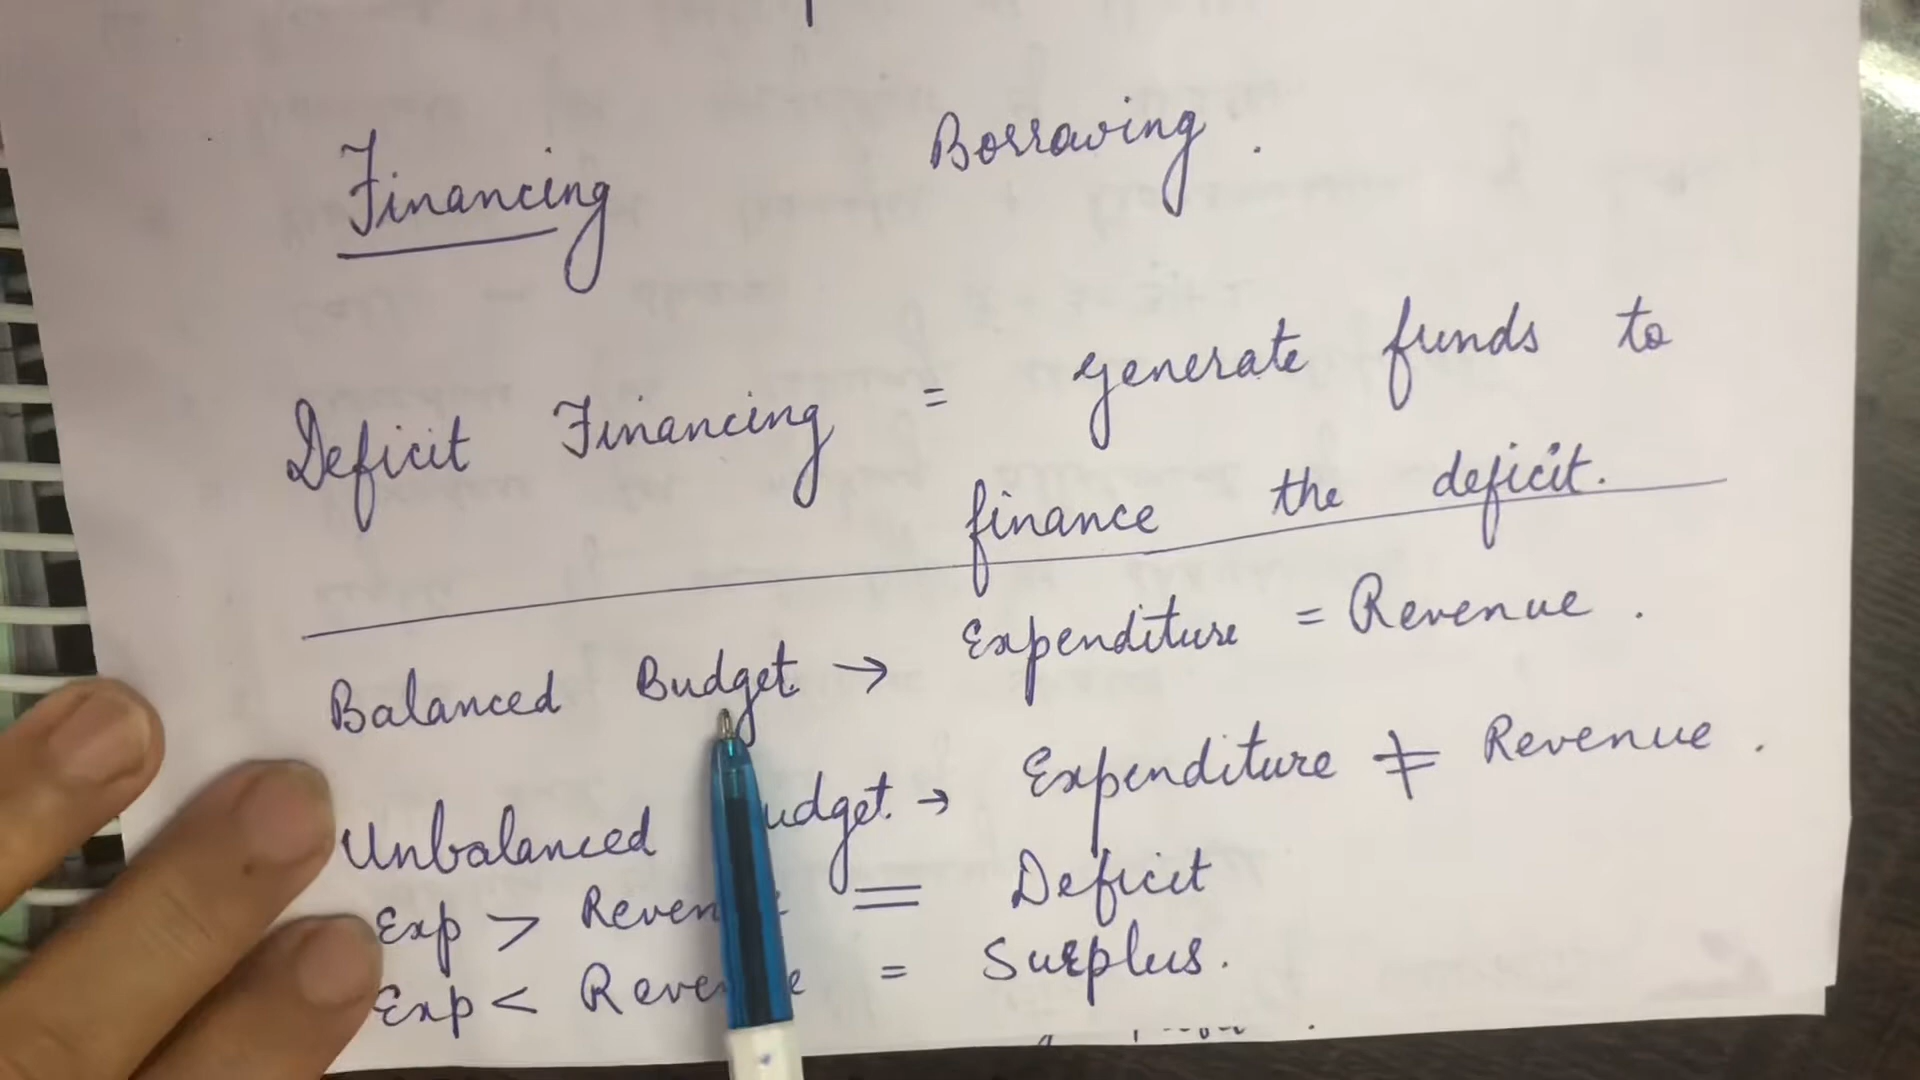 Financing Borrowing.
Deficit Financing = generate funds to
finance the deficit.
Balanced Budget → Expenditure = Revenue.
Unbalanced udget → Expenditure ≠ Revenue.
Exp > Reven = Deficit
Exp < Reve e = Surplus.